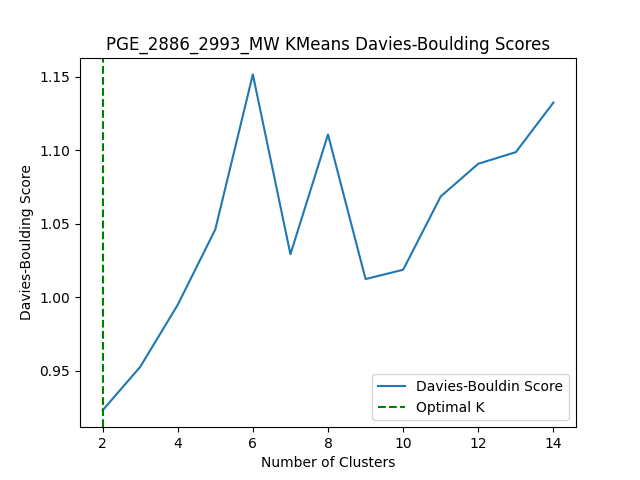 PGE_2886_2993_MW KMeans Davies-Boulding Scores
1.15
1.10
1.05
1.00
0.95
Davies-Boulding Score
2
4
6
8
10
12
14
Number of Clusters
Davies-Bouldin Score
Optimal K